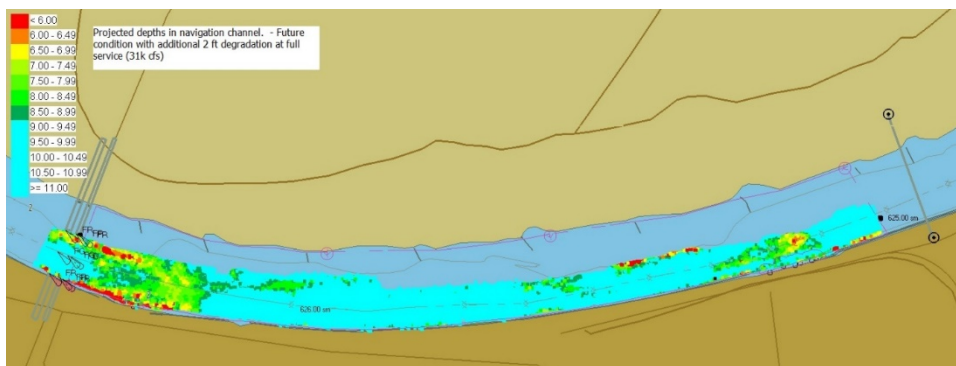 < 6.00
6.00 - 6.49
6.50 - 6.99
7.00 - 7.49
7.50 - 7.99
8.00 - 8.49
8.50 - 8.99
9.00 - 9.49
9.50 - 9.99
10.00 - 10.49
10.50 - 10.99
>= 11.00
Projected depths in navigation channel. - Future
condition with additional 2 ft degradation at full
service (31k cfs)
625.00 sm
626.00 sm